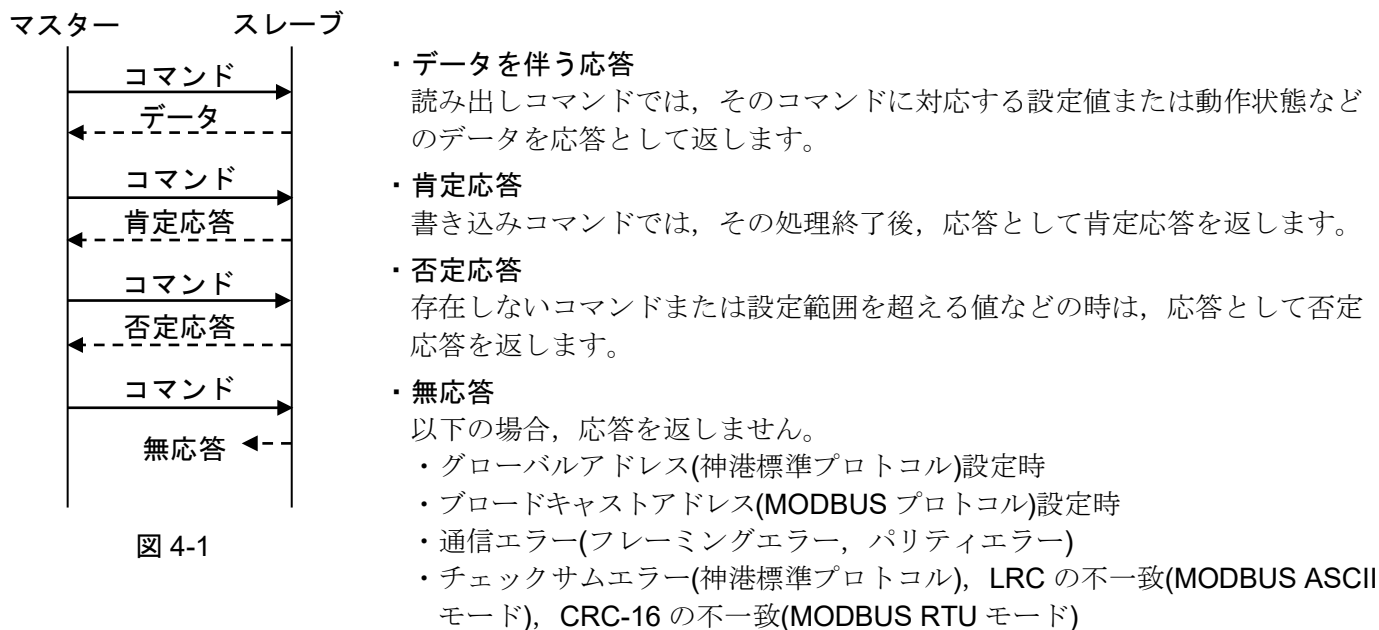 マスター スレーブ
コマンド
データ
コマンド
肯定応答
コマンド
否定応答
コマンド
無応答
図 4-1
・データを伴う応答
読み出しコマンドでは，そのコマンドに対応する設定値または動作状態など
のデータを応答として返します。
・肯定応答
書き込みコマンドでは，その処理終了後，応答として肯定応答を返します。
・否定応答
存在しないコマンドまたは設定範囲を超える値などの時は，応答として否定
応答を返します。
・無応答
以下の場合，応答を返しません。
・グローバルアドレス(神港標準プロトコル)設定時
・ブロードキャストアドレス(MODBUS プロトコル)設定時
・通信エラー(フレーミングエラー，パリティエラー)
・チェックサムエラー(神港標準プロトコル)，LRC の不一致(MODBUS ASCII
モード)，CRC-16 の不一致(MODBUS RTU モード)